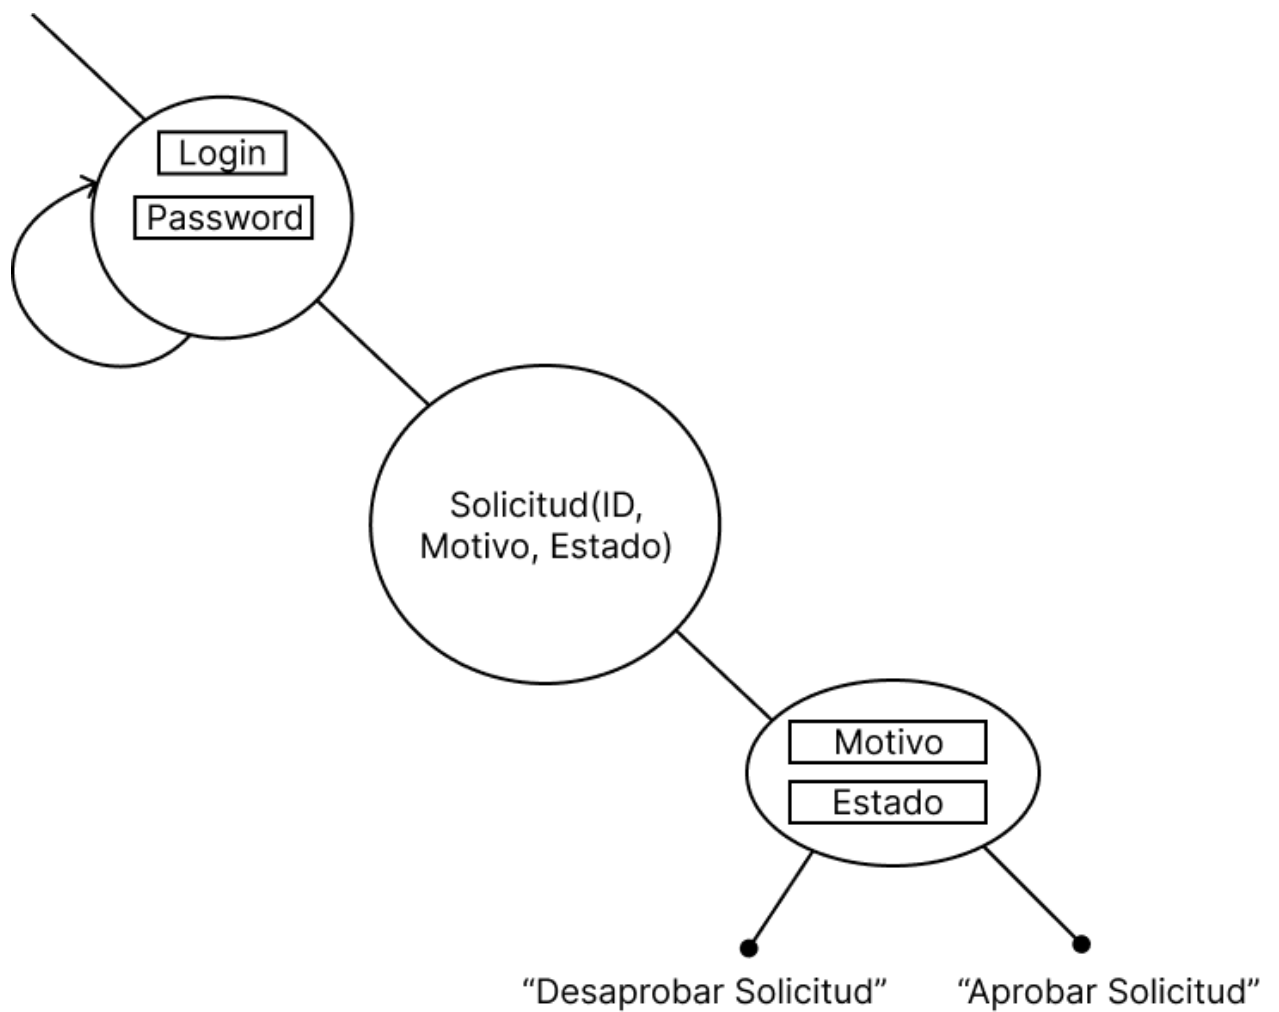 Login
Password
Solicitud(ID,
Motivo, Estado)
Motivo
Estado
“Desaprobar Solicitud”
“Aprobar Solicitud”